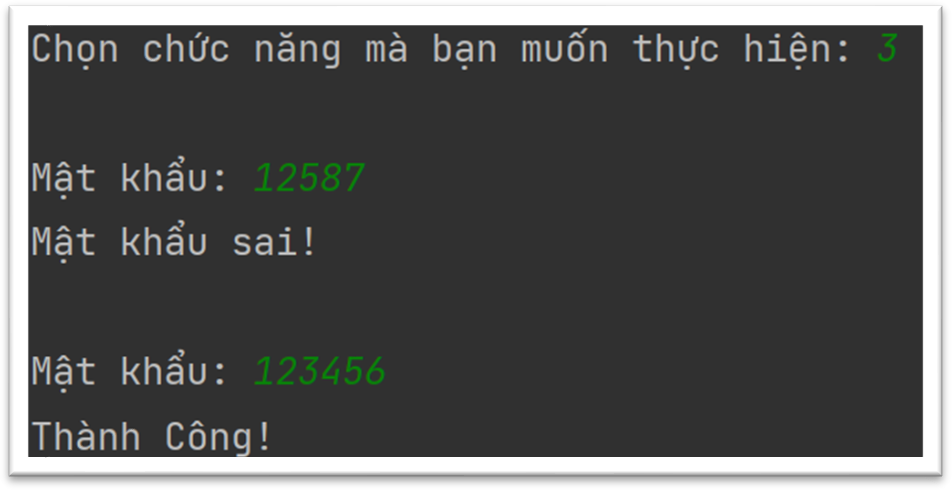 Chọn chức năng mà bạn muốn thực hiện: 3
Mật khẩu: 12587
Mật khẩu sai!
Mật khẩu: 123456
Thành Công!